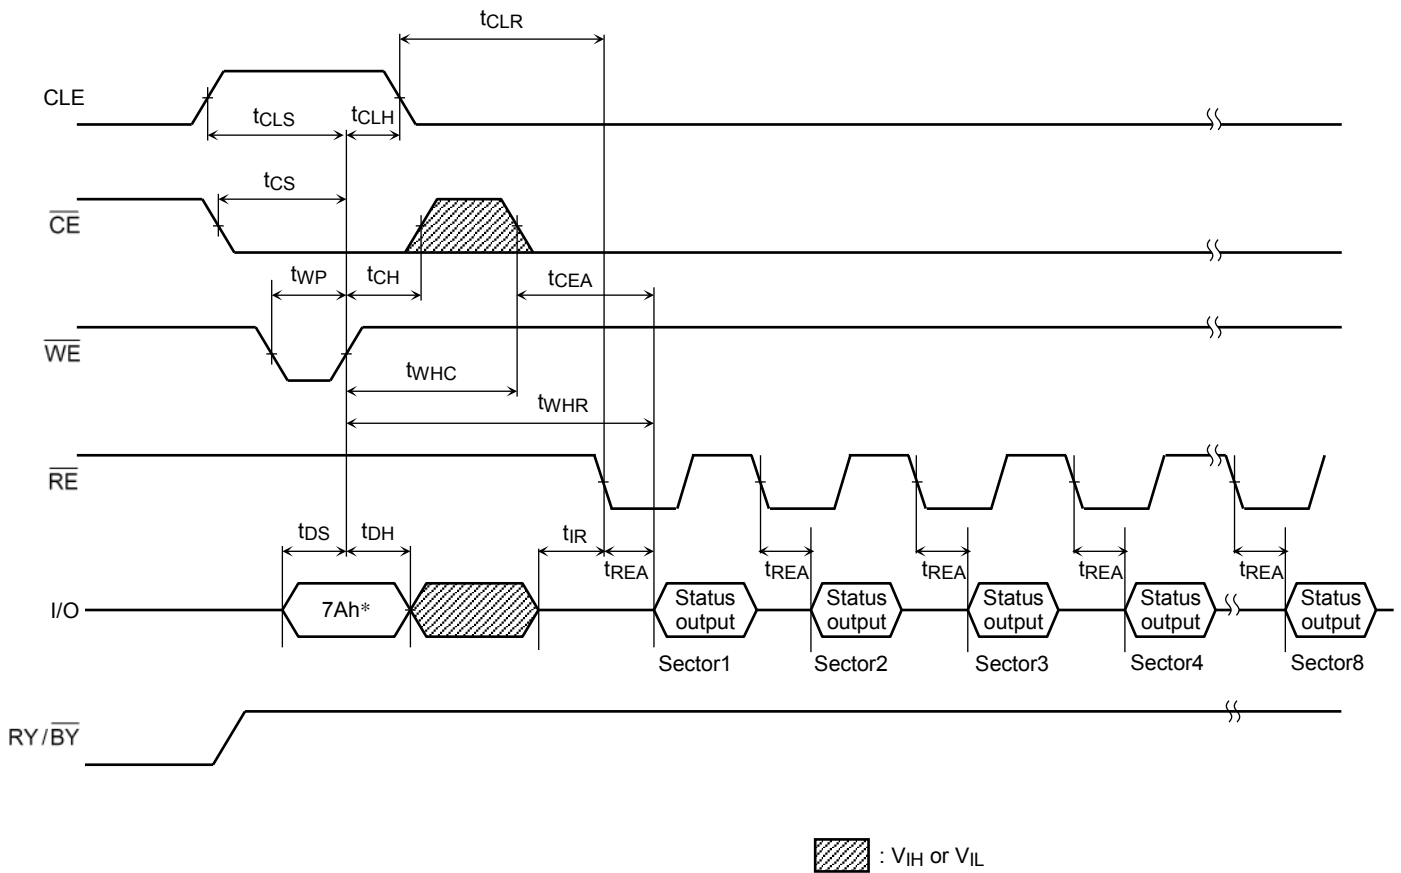 tCLR
CLE
tCLS
tCLH
tCS
CE
tWP
tCH
tCEA
WE
tWHC
tWHR
RE
tDS
tDH
tIR
tREA
tREA
tREA
tREA
tREA
I/O
7Ah*
Status output
Status output
Status output
Status output
Status output
Sector1
Sector2
Sector3
Sector4
Sector8
RY/BY
: VIH or VIL